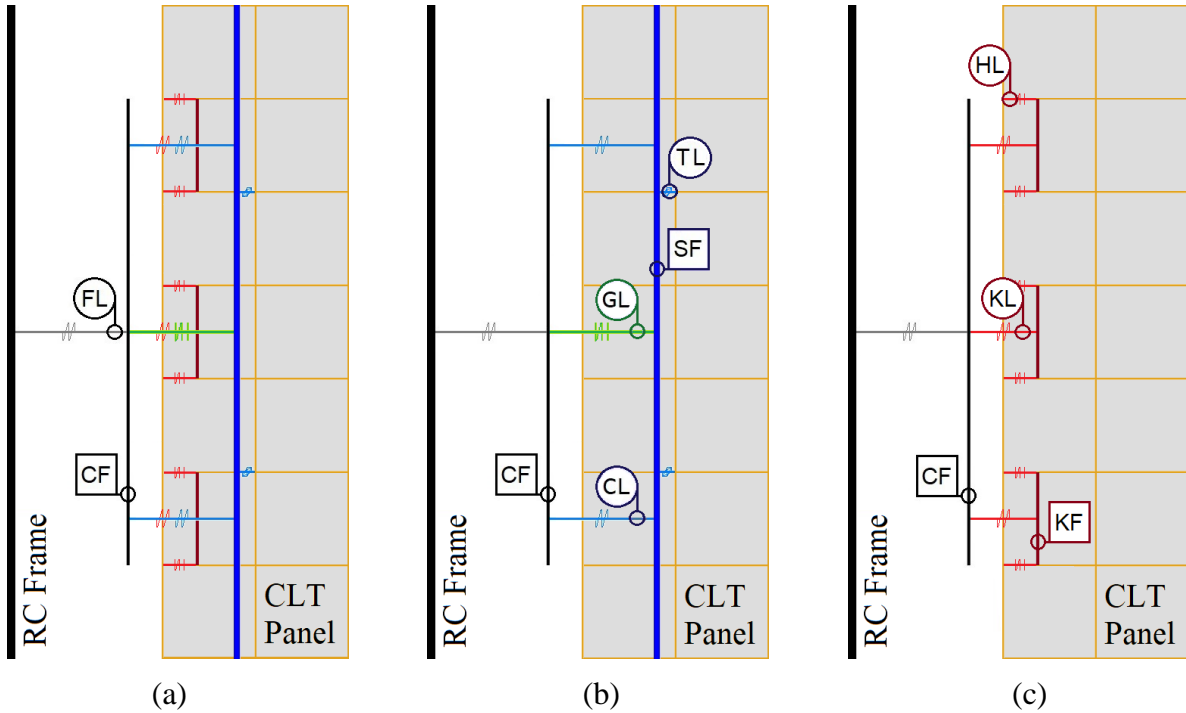 FL
CF
RC Frame
CLT
Panel
(a)
TL
SF
GL
CF
CL
RC Frame
CLT
Panel
(b)
HL
KL
CF
KF
RC Frame
CLT
Panel
(c)